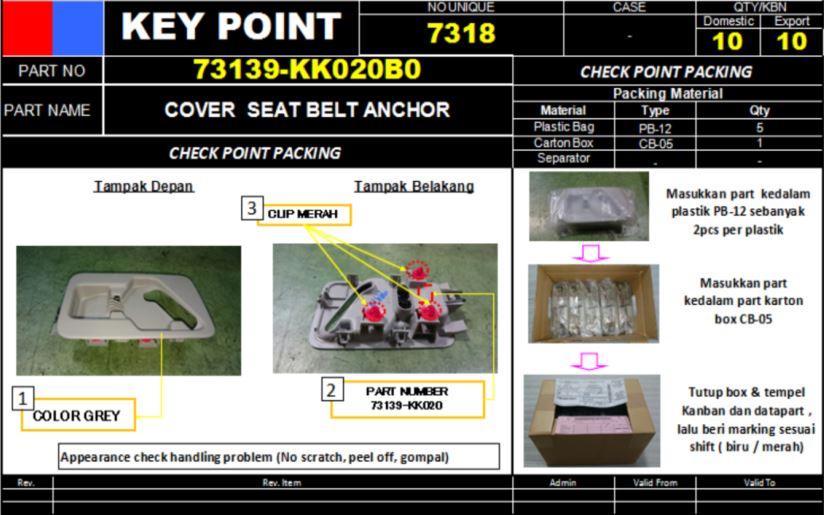 KEY POINT
NO UNIQUE
7318
CASE
-
QTY/KBN
Domestic Export
10 10
PART NO
73139-KK020B0
CHECK POINT PACKING
PART NAME
COVER SEAT BELT ANCHOR
Packing Material
Material Type Qty
Plastic Bag PB-12 5
Carton Box CB-05 1
Separator - -
CHECK POINT PACKING
Tampak Depan
Tampak Belakang
3
CLIP MERAH
1
COLOR GREY
2
PART NUMBER
73139-KK020
Appearance check handling problem (No scratch, peel off, gompal)
Masukkan part kedalam
plastik PB-12 sebanyak
2pcs per plastik
Masukkan part
kedalam part karton
box CB-05
Tutup box & tempel
Kanban dan datapart ,
lalu beri marking sesuai
shift ( biru / merah)
Rev. Rev. Item Admin Valid From Valid To